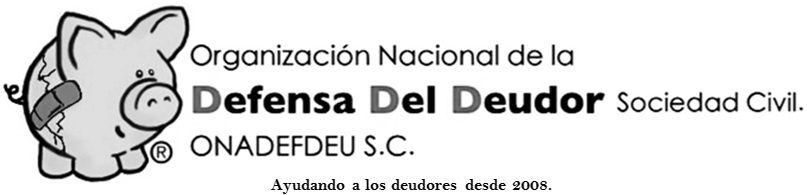 Organización Nacional de la
Defensa Del Deudor Sociedad Civil.
® ONADEFDEU S.C.
Ayudando a los deudores desde 2008.